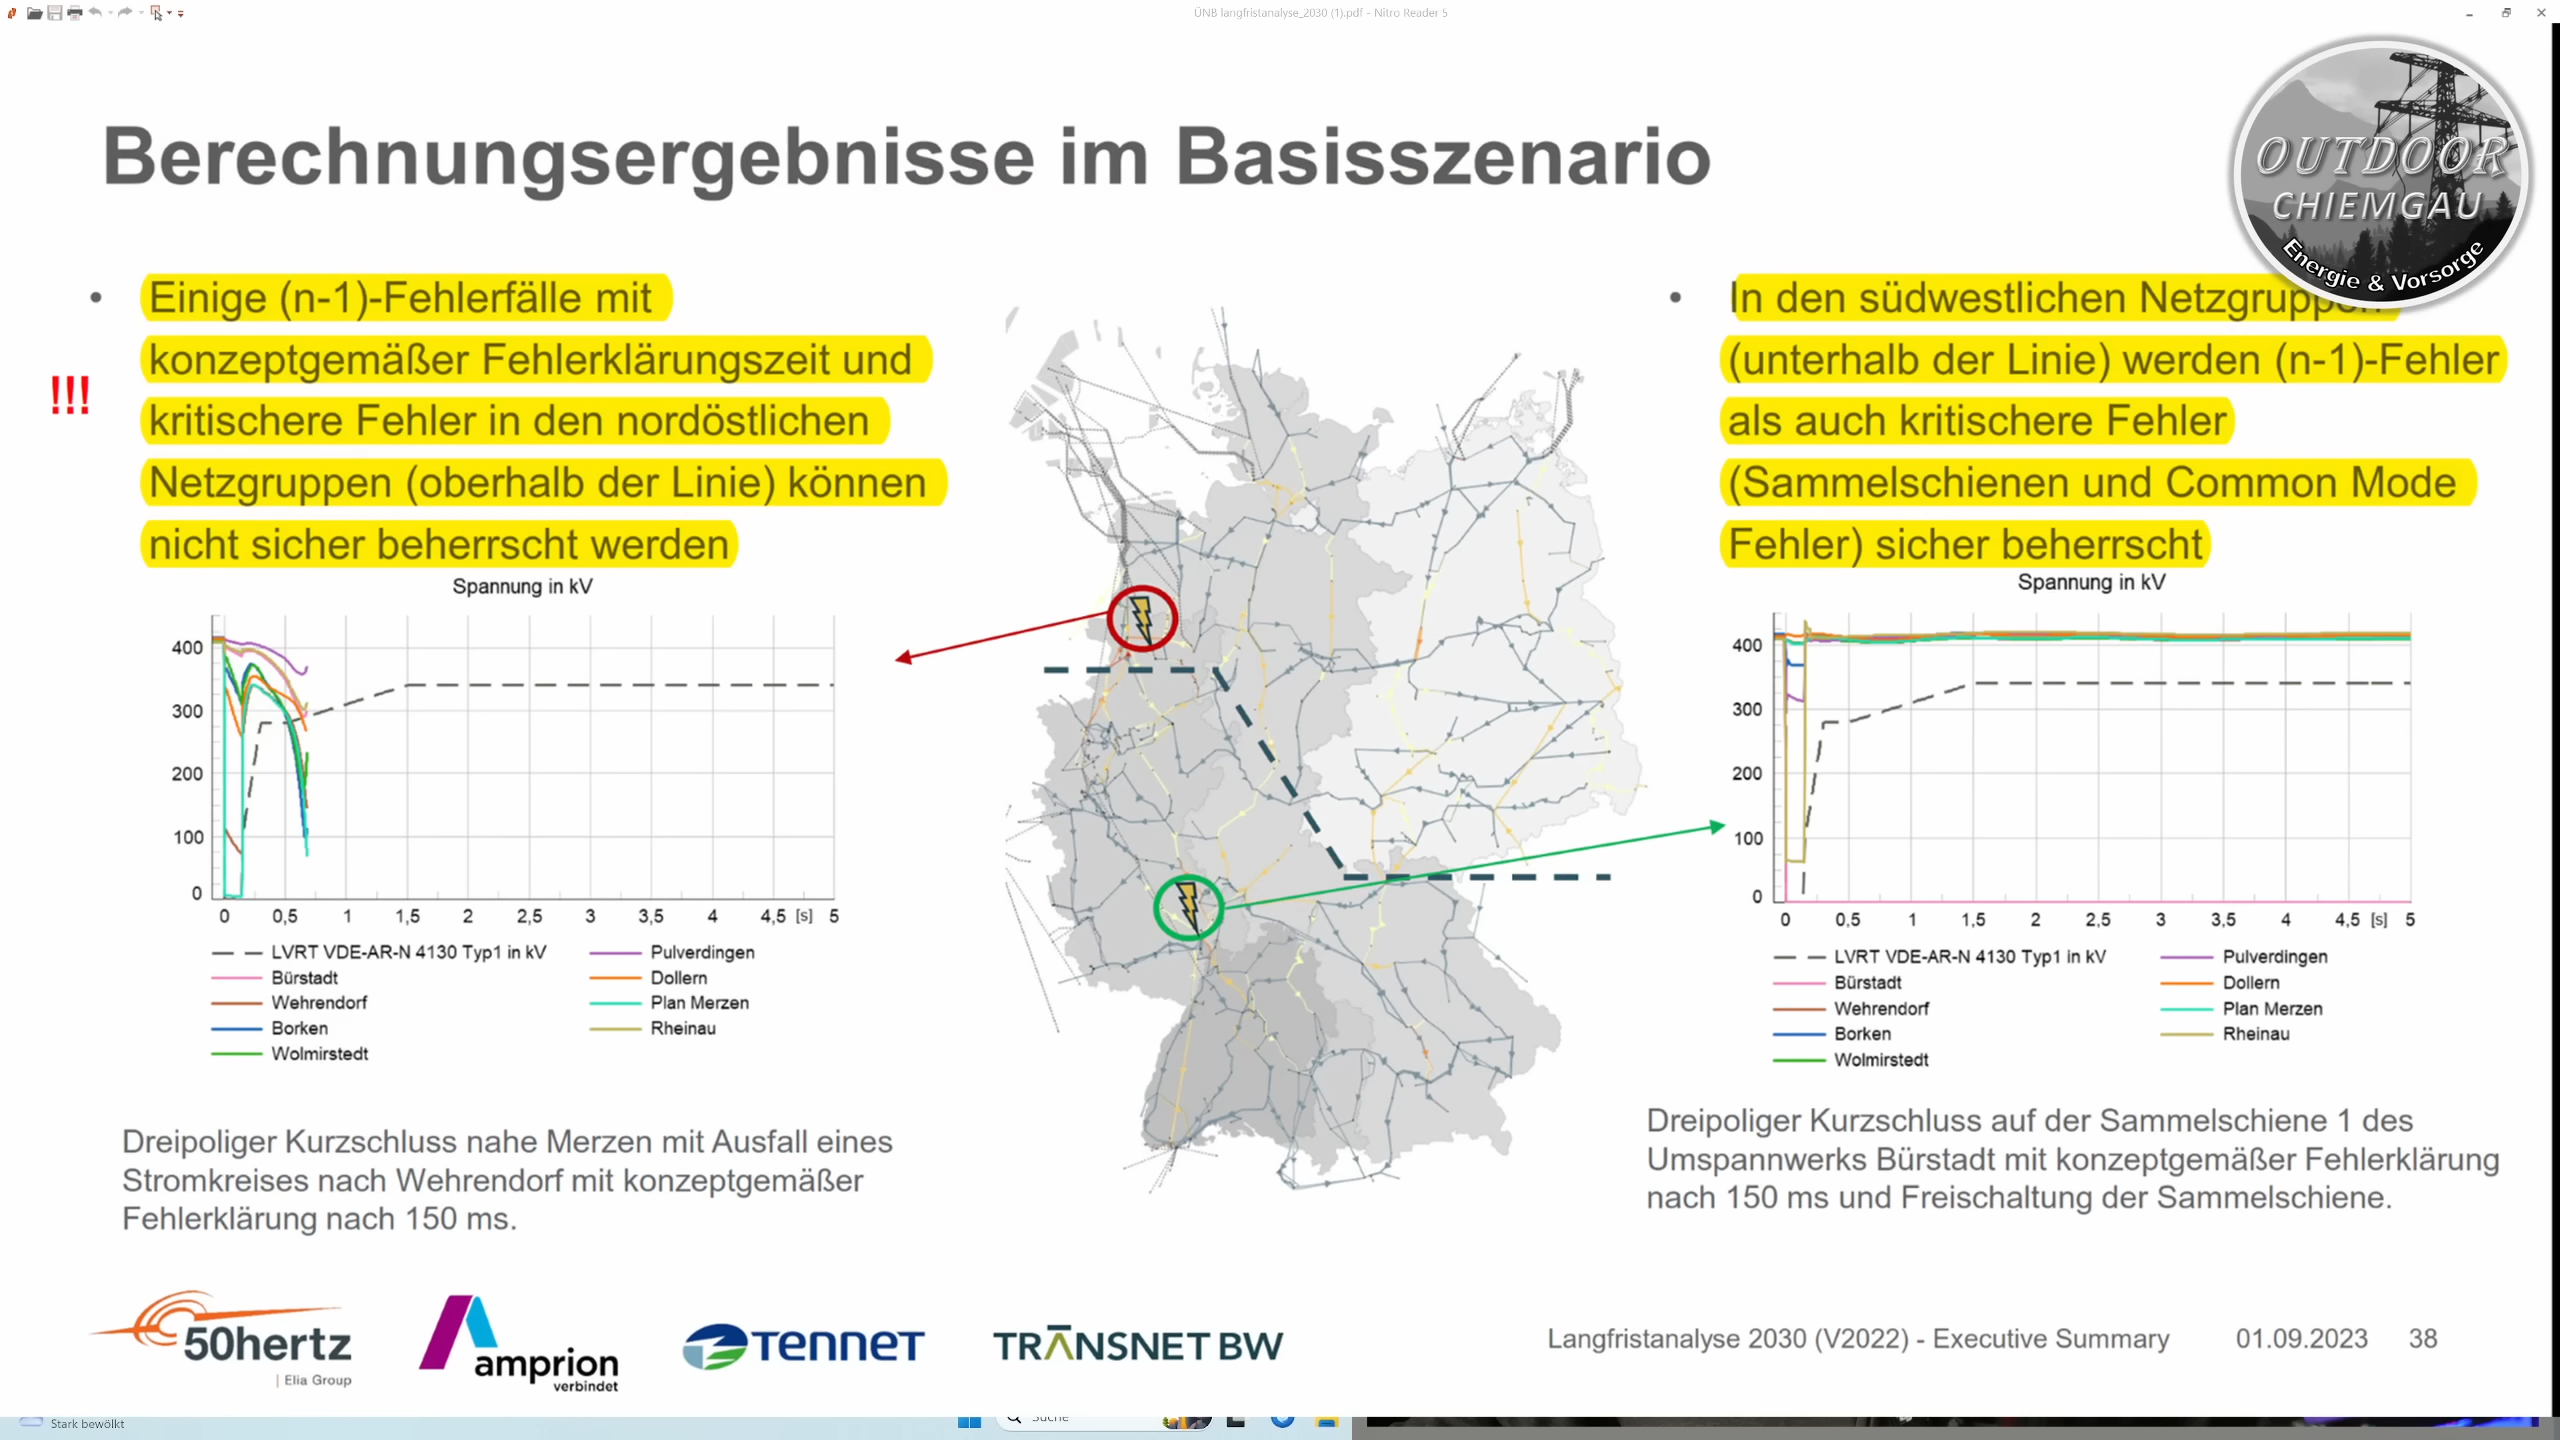 ÜNB langfristanalyse_2030 (1).pdf - Nitro Reader 5
OUTDOOR
CHIEMGAU
Energie & Vorsorge
Berechnungsergebnisse im Basisszenario
• Einige (n-1)-Fehlerfälle mit
konzeptgemäßer Fehlerklärungszeit und
!!!
kritischere Fehler in den nordöstlichen
Netzgruppen (oberhalb der Linie) können
nicht sicher beherrscht werden
• In den südwestlichen Netzgruppen
(unterhalb der Linie) werden (n-1)-Fehler
als auch kritischere Fehler
(Sammelschienen und Common Mode
Fehler) sicher beherrscht
Spannung in kV
400
300
200
100
0
0 0,5 1 1,5 2 2,5 3 3,5 4 4,5 [s] 5
LVRT VDE-AR-N 4130 Typ1 in kV
Bürstadt
Wehrendorf
Borken
Wolmirstedt
Pulverdingen
Dollern
Plan Merzen
Rheinau
Spannung in kV
400
300
200
100
0
0 0,5 1 1,5 2 2,5 3 3,5 4 4,5 [s] 5
LVRT VDE-AR-N 4130 Typ1 in kV
Bürstadt
Wehrendorf
Borken
Wolmirstedt
Pulverdingen
Dollern
Plan Merzen
Rheinau
Dreipoliger Kurzschluss nahe Merzen mit Ausfall eines
Stromkreises nach Wehrendorf mit konzeptgemäßer
Fehlerklärung nach 150 ms.
Dreipoliger Kurzschluss auf der Sammelschiene 1 des
Umspannwerks Bürstadt mit konzeptgemäßer Fehlerklärung
nach 150 ms und Freischaltung der Sammelschiene.
50hertz
| Elia Group
amprion
verbindet
TENNET
TRANSNET BW
Langfristanalyse 2030 (V2022) - Executive Summary 01.09.2023 38
Stark bewölkt
Suche